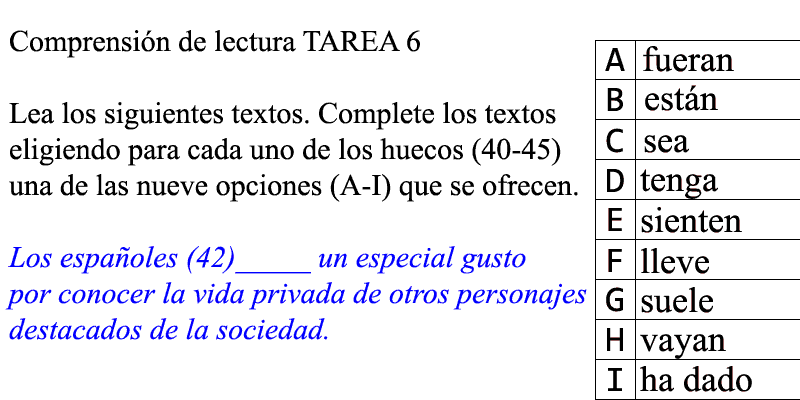 Comprensión de lectura TAREA 6
Lea los siguientes textos. Complete los textos
eligiendo para cada uno de los huecos (40-45)
una de las nueve opciones (A-I) que se ofrecen.
Los españoles (42)_____ un especial gusto
por conocer la vida privada de otros personajes
destacados de la sociedad.
A fueran
B están
C sea
D tenga
E sienten
F lleve
G suele
H vayan
I ha dado